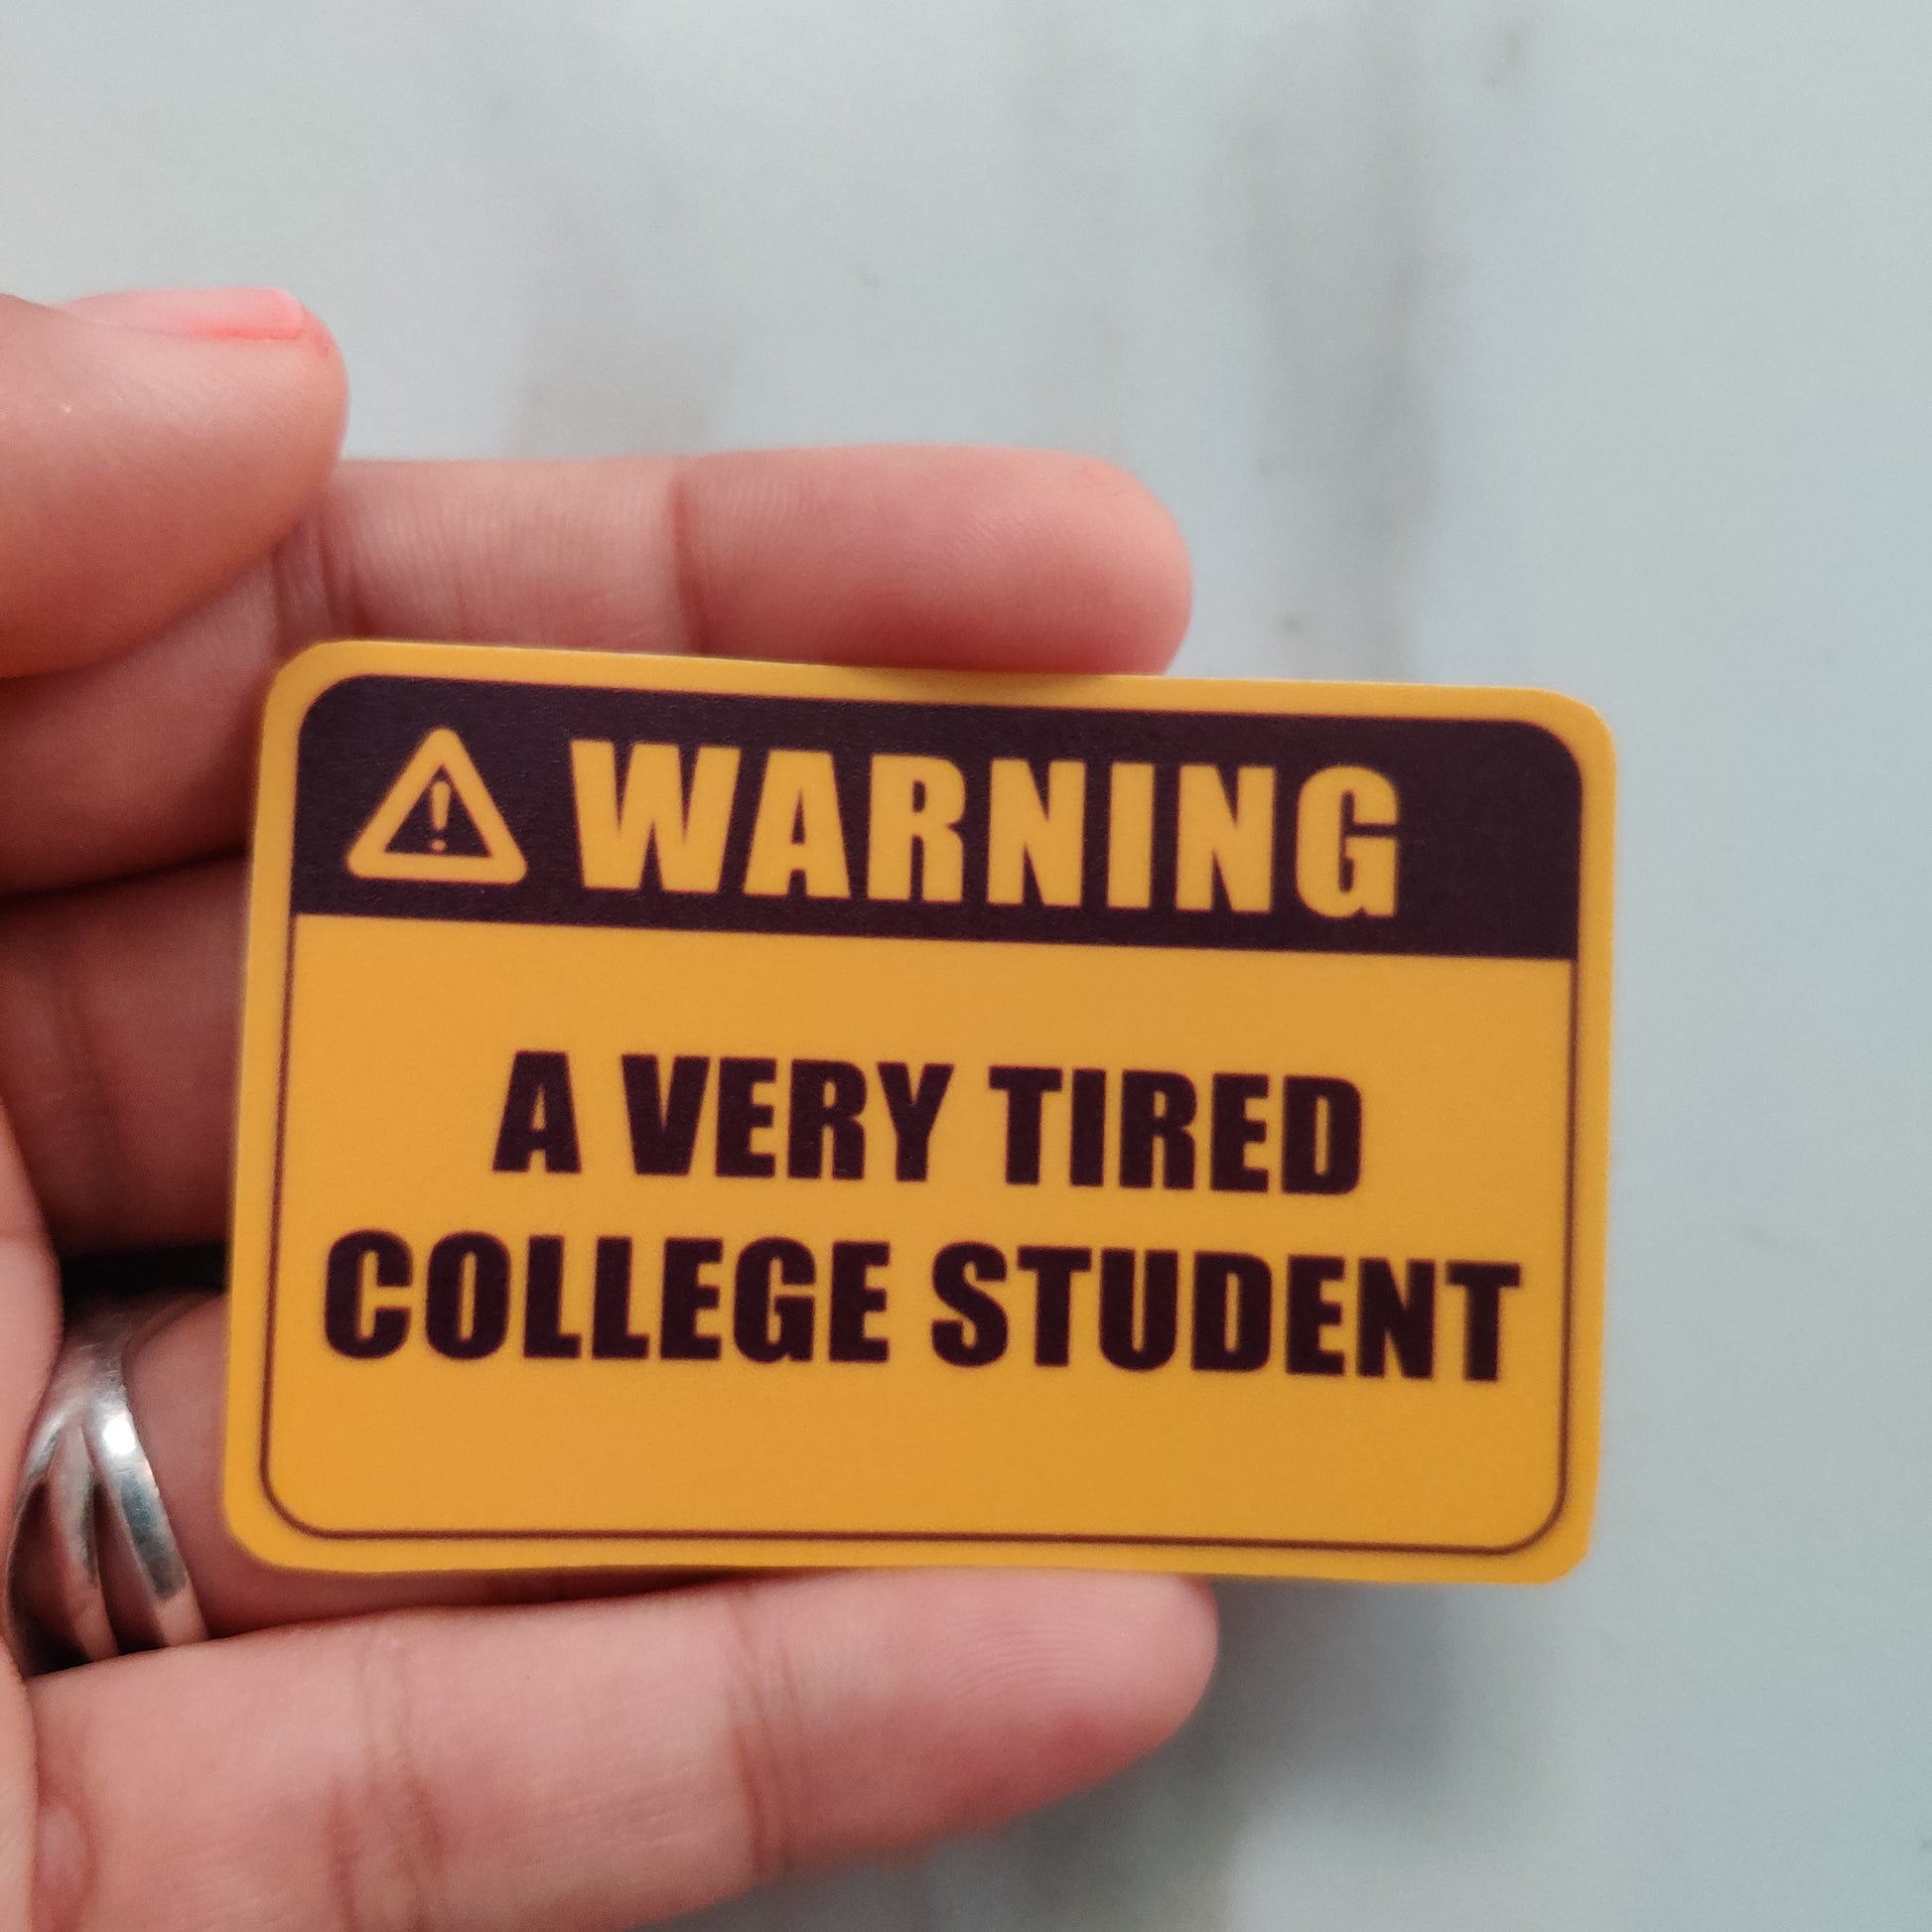 WARNING
A VERY TIRED
COLLEGE STUDENT